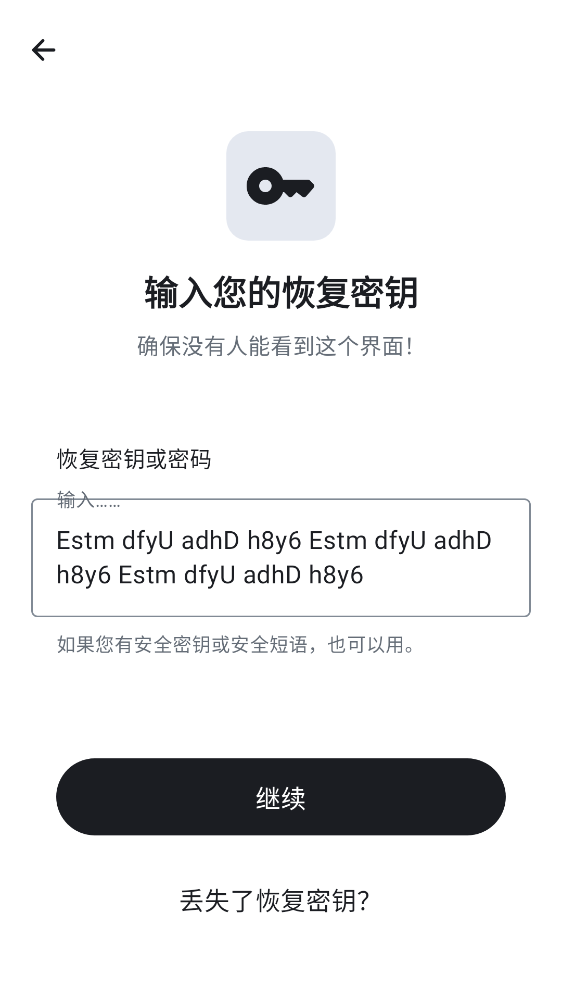 输入您的恢复密钥
确保没有人能看到这个界面！
恢复密钥或密码
输入……
Estm dfyU adhD h8y6 Estm dfyU adhD
h8y6 Estm dfyU adhD h8y6
如果您有安全密钥或安全短语，也可以用。
继续
丢失了恢复密钥？